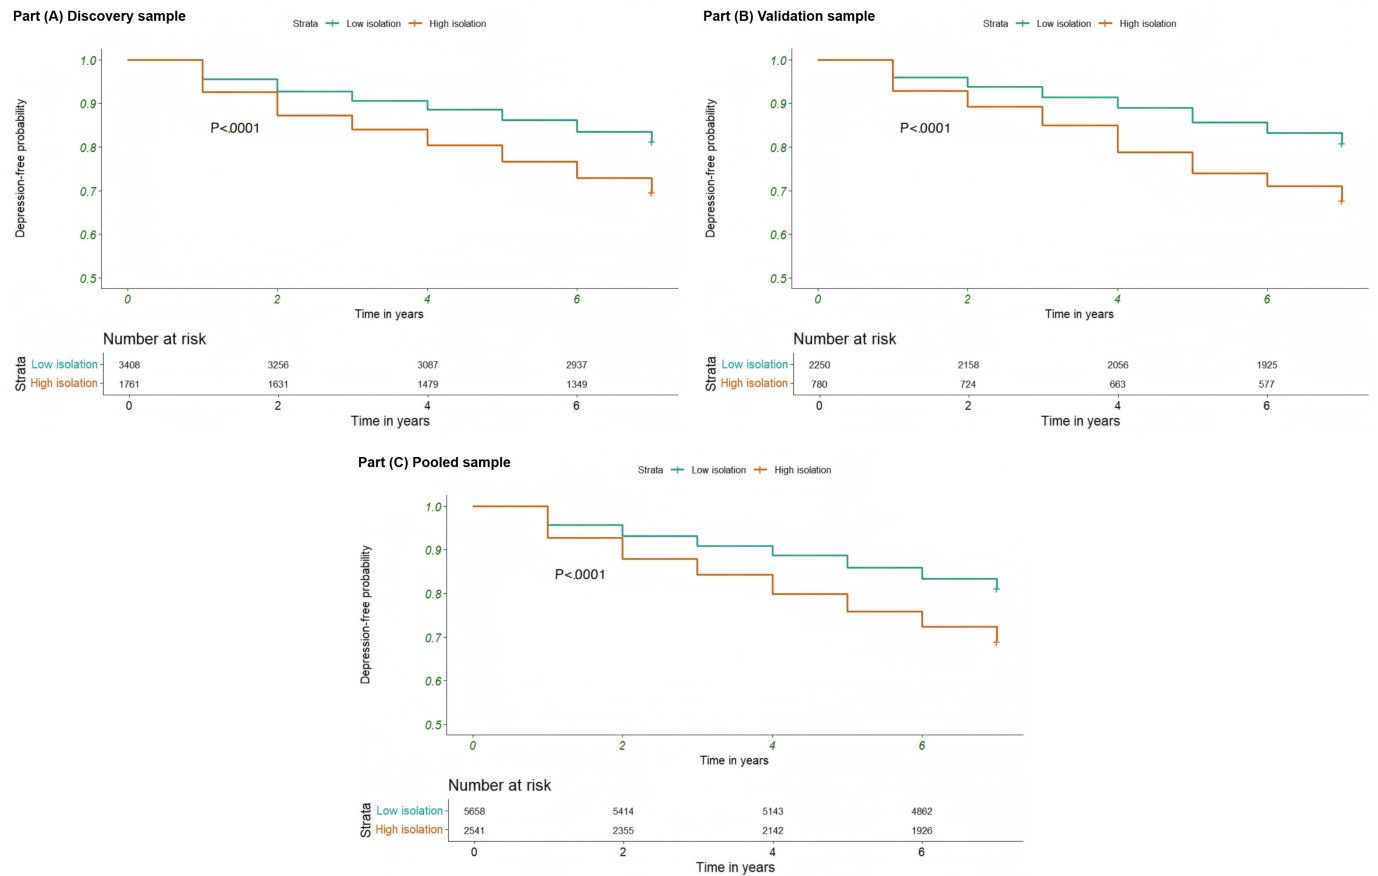 Part (A) Discovery sample
Strata Low isolation High isolation
Depression-free probability
1.0
0.9
0.8
0.7
0.6
0.5
P<.0001
0 2 4 6
Time in years
Number at risk
Strata
Low isolation 3408 3256 3087 2937
High isolation 1761 1631 1479 1349
0 2 4 6
Time in years
Part (B) Validation sample
Strata Low isolation High isolation
Depression-free probability
1.0
0.9
0.8
0.7
0.6
0.5
P<.0001
0 2 4 6
Time in years
Number at risk
Strata
Low isolation 2250 2158 2056 1925
High isolation 780 724 663 577
0 2 4 6
Time in years
Part (C) Pooled sample
Strata Low isolation High isolation
Depression-free probability
1.0
0.9
0.8
0.7
0.6
0.5
P<.0001
0 2 4 6
Time in years
Number at risk
Strata
Low isolation 5658 5414 5143 4862
High isolation 2541 2355 2142 1926
0 2 4 6
Time in years